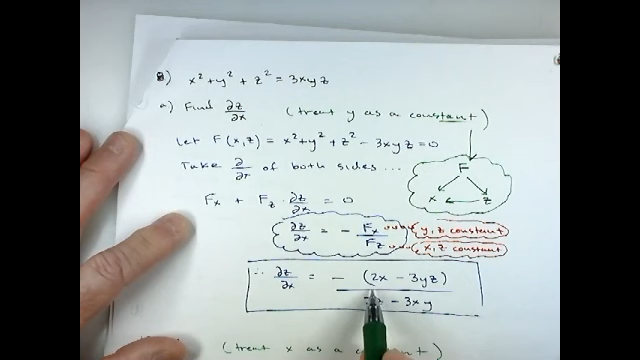 8) x² + y² + z² = 3xyz
a) Find ∂z/∂x (treat y as a constant)
Let F(x,z) = x² + y² + z² - 3xyz = 0
Take ∂/∂x of both sides...
F
x z
Fx + Fz · ∂z/∂x = 0
∂z/∂x = - Fx/Fz
y, z constant
x, z constant
∴ ∂z/∂x = - (2x - 3yz) / - 3xy
(treat x as a constant)